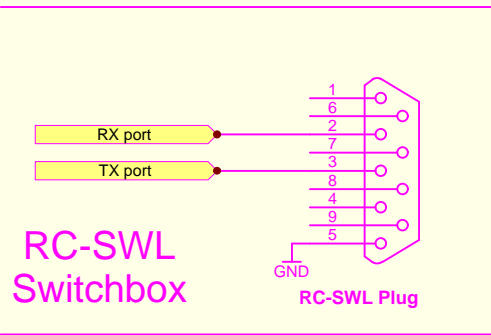 1
6
RX port
2
7
TX port
3
8
4
9
RC-SWL
Switchbox
5
GND
RC-SWL Plug